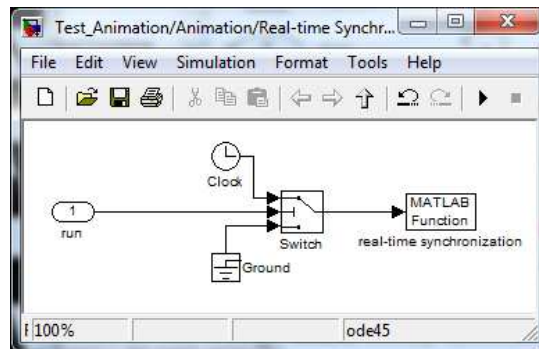 Test_Animation/Animation/Real-time Synchr...
File Edit View Simulation Format Tools Help
Clock
1
run
Switch
Ground
MATLAB
Function
real-time synchronization
100%
ode45